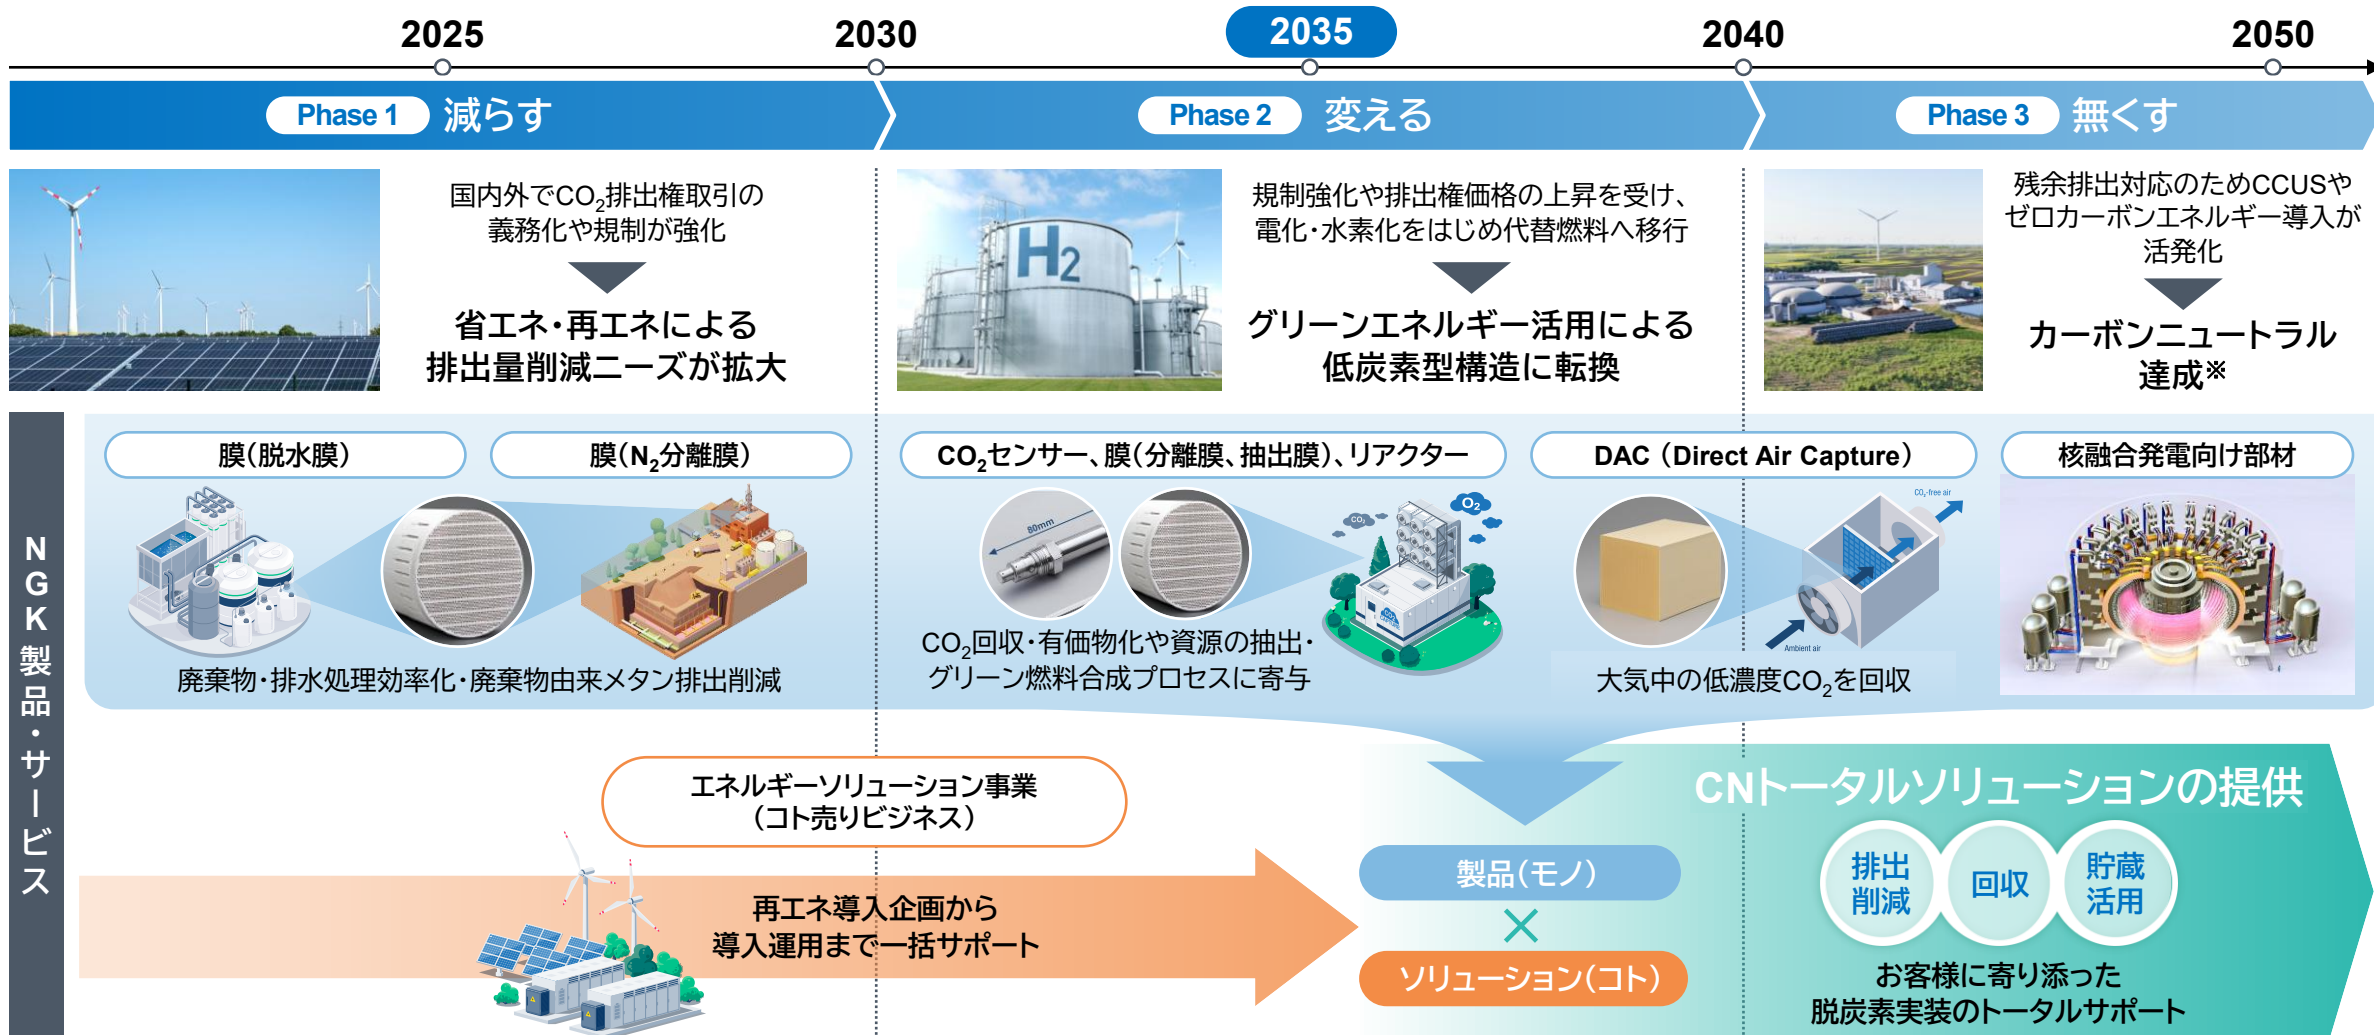 2025
2030
2035
2040
2050
Phase 1 減らす
Phase 2 変える
Phase 3 無くす
国内外でCO₂排出権取引の
義務化や規制が強化
省エネ・再エネによる
排出量削減ニーズが拡大
H2
規制強化や排出権価格の上昇を受け、
電化・水素化をはじめ代替燃料へ移行
グリーンエネルギー活用による
低炭素型構造に転換
残余排出対応のためCCUSや
ゼロカーボンエネルギー導入が
活発化
カーボンニュートラル
達成※
NGK製品・サービス
膜(脱水膜)
膜(N₂分離膜)
廃棄物・排水処理効率化・廃棄物由来メタン排出削減
CO₂センサー、膜(分離膜、抽出膜)、リアクター
80mm
CO₂
O₂
CO₂
CAPTURE
CO₂回収・有価物化や資源の抽出・
グリーン燃料合成プロセスに寄与
DAC（Direct Air Capture）
CO₂-free air
Ambient air
大気中の低濃度CO₂を回収
核融合発電向け部材
エネルギーソリューション事業
（コト売りビジネス）
再エネ導入企画から
導入運用まで一括サポート
製品(モノ)
×
ソリューション(コト)
CNトータルソリューションの提供
排出
削減
回収
貯蔵
活用
お客様に寄り添った
脱炭素実装のトータルサポート